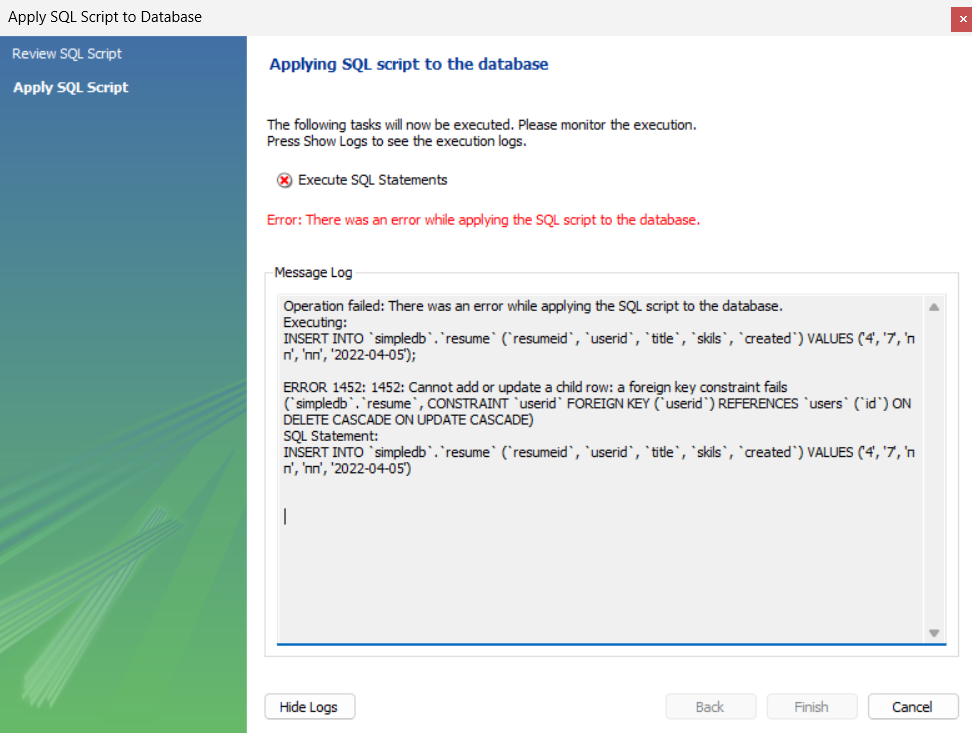 Apply SQL Script to Database
Review SQL Script
Apply SQL Script
Applying SQL script to the database
The following tasks will now be executed. Please monitor the execution.
Press Show Logs to see the execution logs.
Execute SQL Statements
Error: There was an error while applying the SQL script to the database.
Message Log
Operation failed: There was an error while applying the SQL script to the database.
Executing:
INSERT INTO `simpledb`.`resume` (`resumeid`, `userid`, `title`, `skils`, `created`) VALUES ('4', '7', 'п
п', 'пп', '2022-04-05');
ERROR 1452: 1452: Cannot add or update a child row: a foreign key constraint fails
(`simpledb`.`resume`, CONSTRAINT `userid` FOREIGN KEY (`userid`) REFERENCES `users` (`id`) ON
DELETE CASCADE ON UPDATE CASCADE)
SQL Statement:
INSERT INTO `simpledb`.`resume` (`resumeid`, `userid`, `title`, `skils`, `created`) VALUES ('4', '7', 'п
п', 'пп', '2022-04-05')
Hide Logs
Back
Finish
Cancel